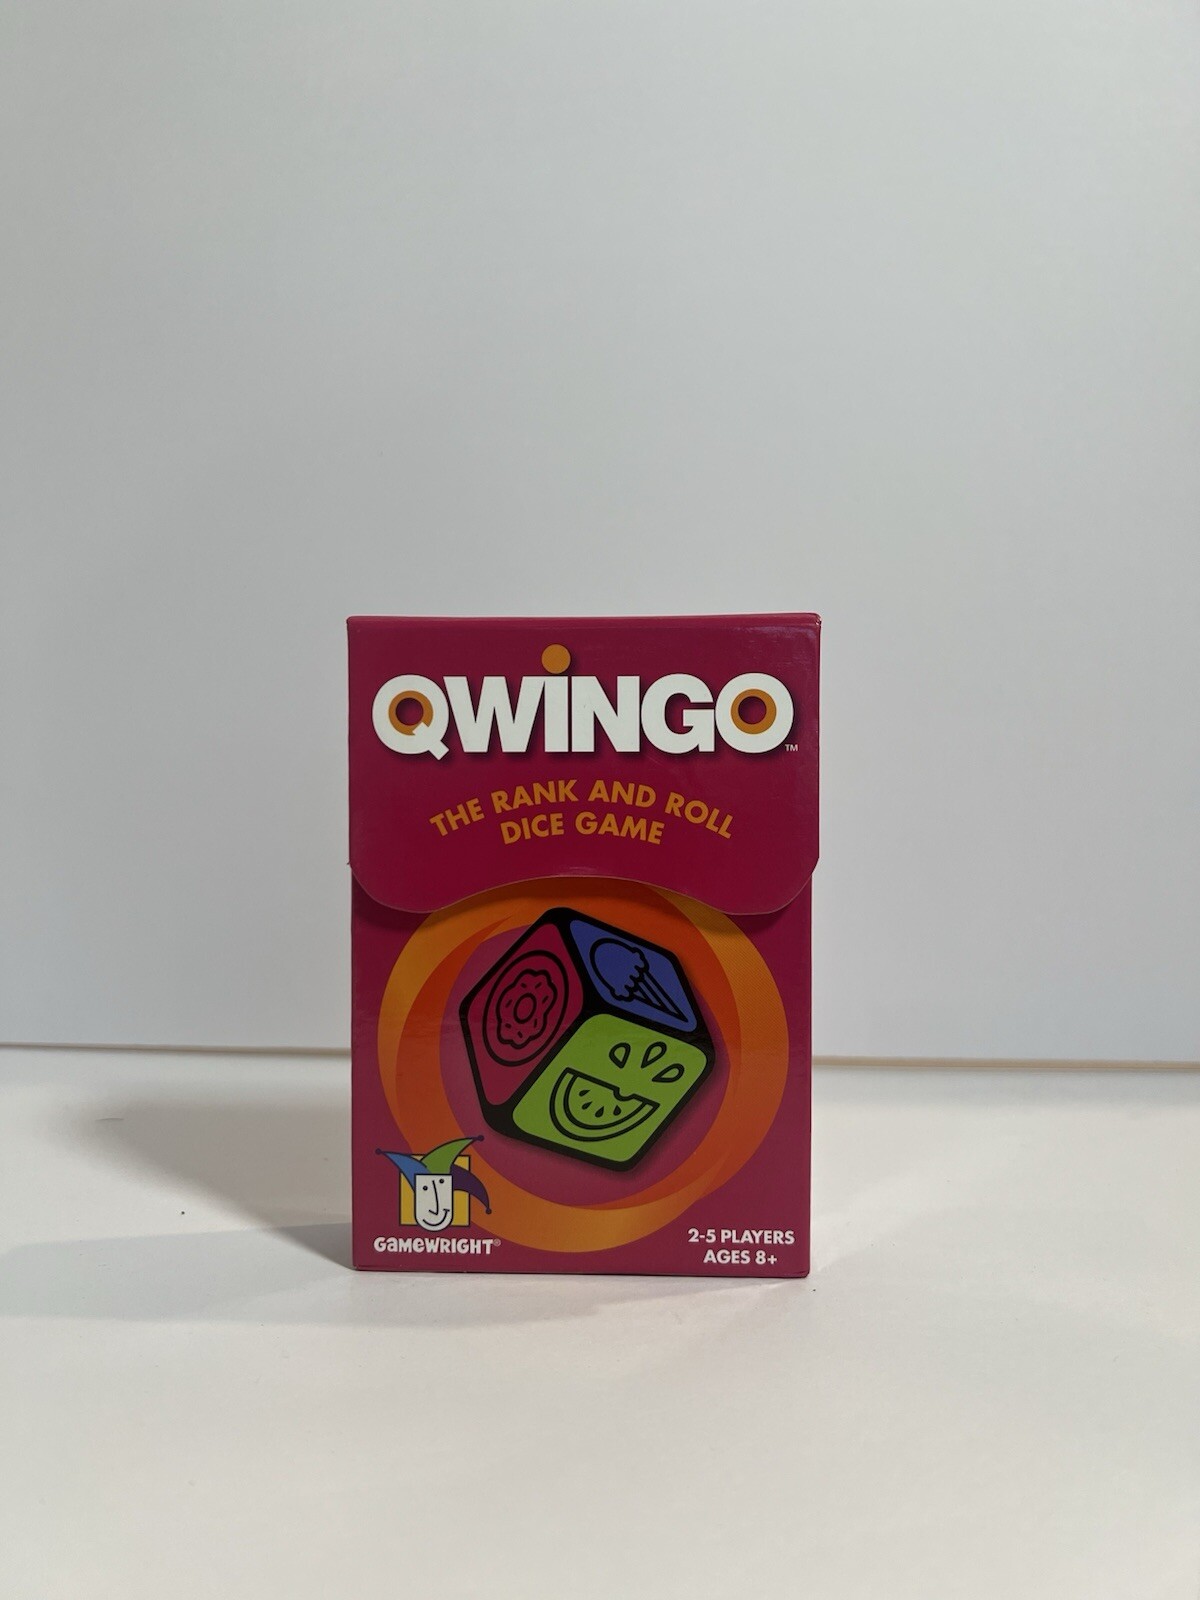 QWiNGO™
THE RANK AND ROLL
DICE GAME
GAMEWRIGHT®
2-5 PLAYERS
AGES 8+